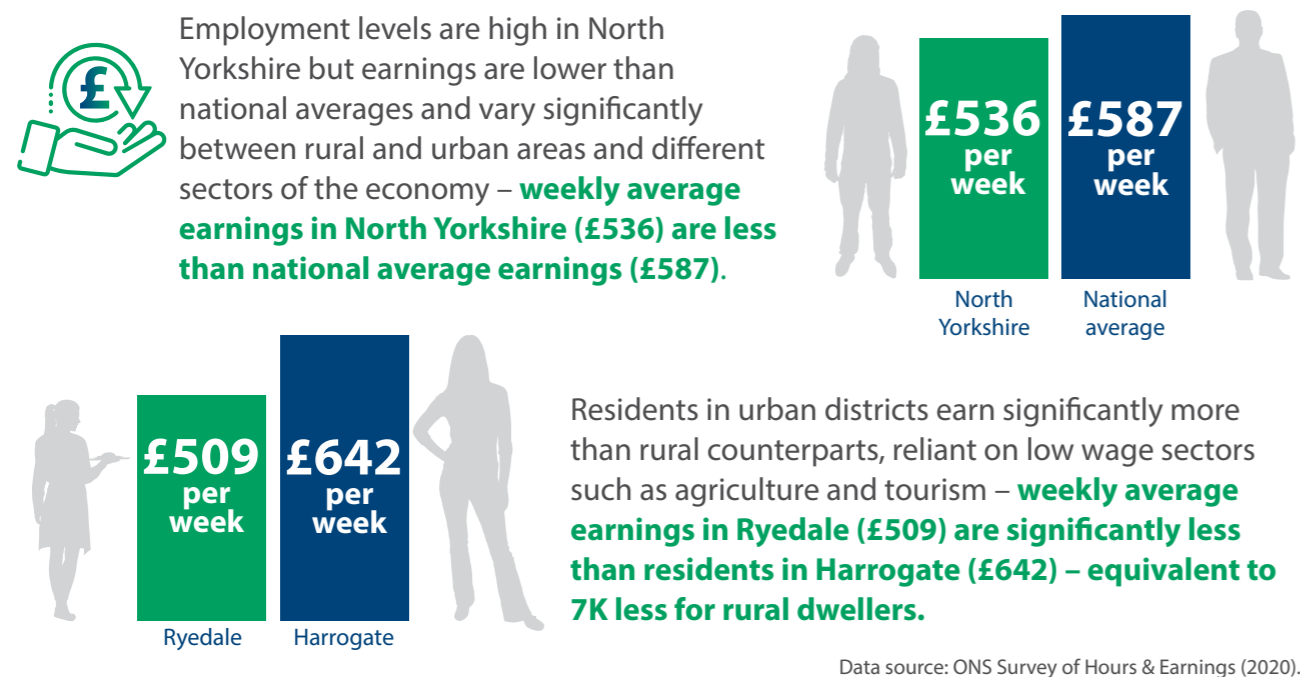 Employment levels are high in North
Yorkshire but earnings are lower than
national averages and vary significantly
between rural and urban areas and different
sectors of the economy – weekly average
earnings in North Yorkshire (£536) are less
than national average earnings (£587).
£
£536
per
week
North
Yorkshire
£587
per
week
National
average
£509
per
week
Ryedale
£642
per
week
Harrogate
Residents in urban districts earn significantly more
than rural counterparts, reliant on low wage sectors
such as agriculture and tourism – weekly average
earnings in Ryedale (£509) are significantly less
than residents in Harrogate (£642) – equivalent to
7K less for rural dwellers.
Data source: ONS Survey of Hours & Earnings (2020).